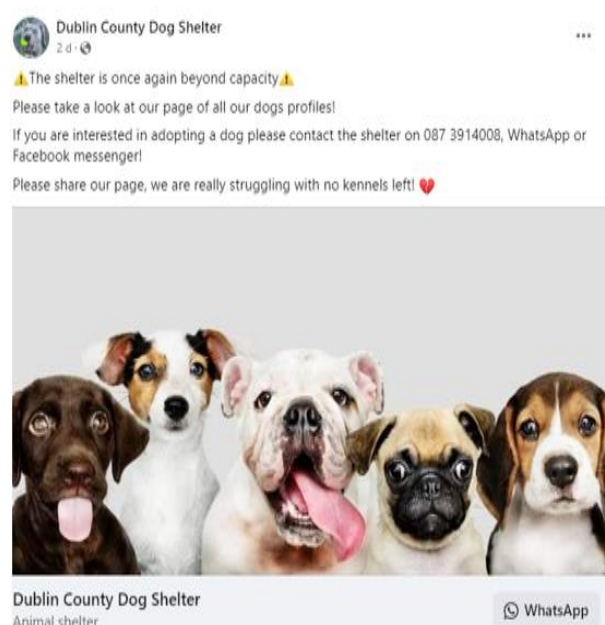 Dublin County Dog Shelter
2 d
⚠️The shelter is once again beyond capacity⚠️
Please take a look at our page of all our dogs profiles!
If you are interested in adopting a dog please contact the shelter on 087 3914008, WhatsApp or
Facebook messenger!
Please share our page, we are really struggling with no kennels left! 💔
Dublin County Dog Shelter
Animal shelter
WhatsApp